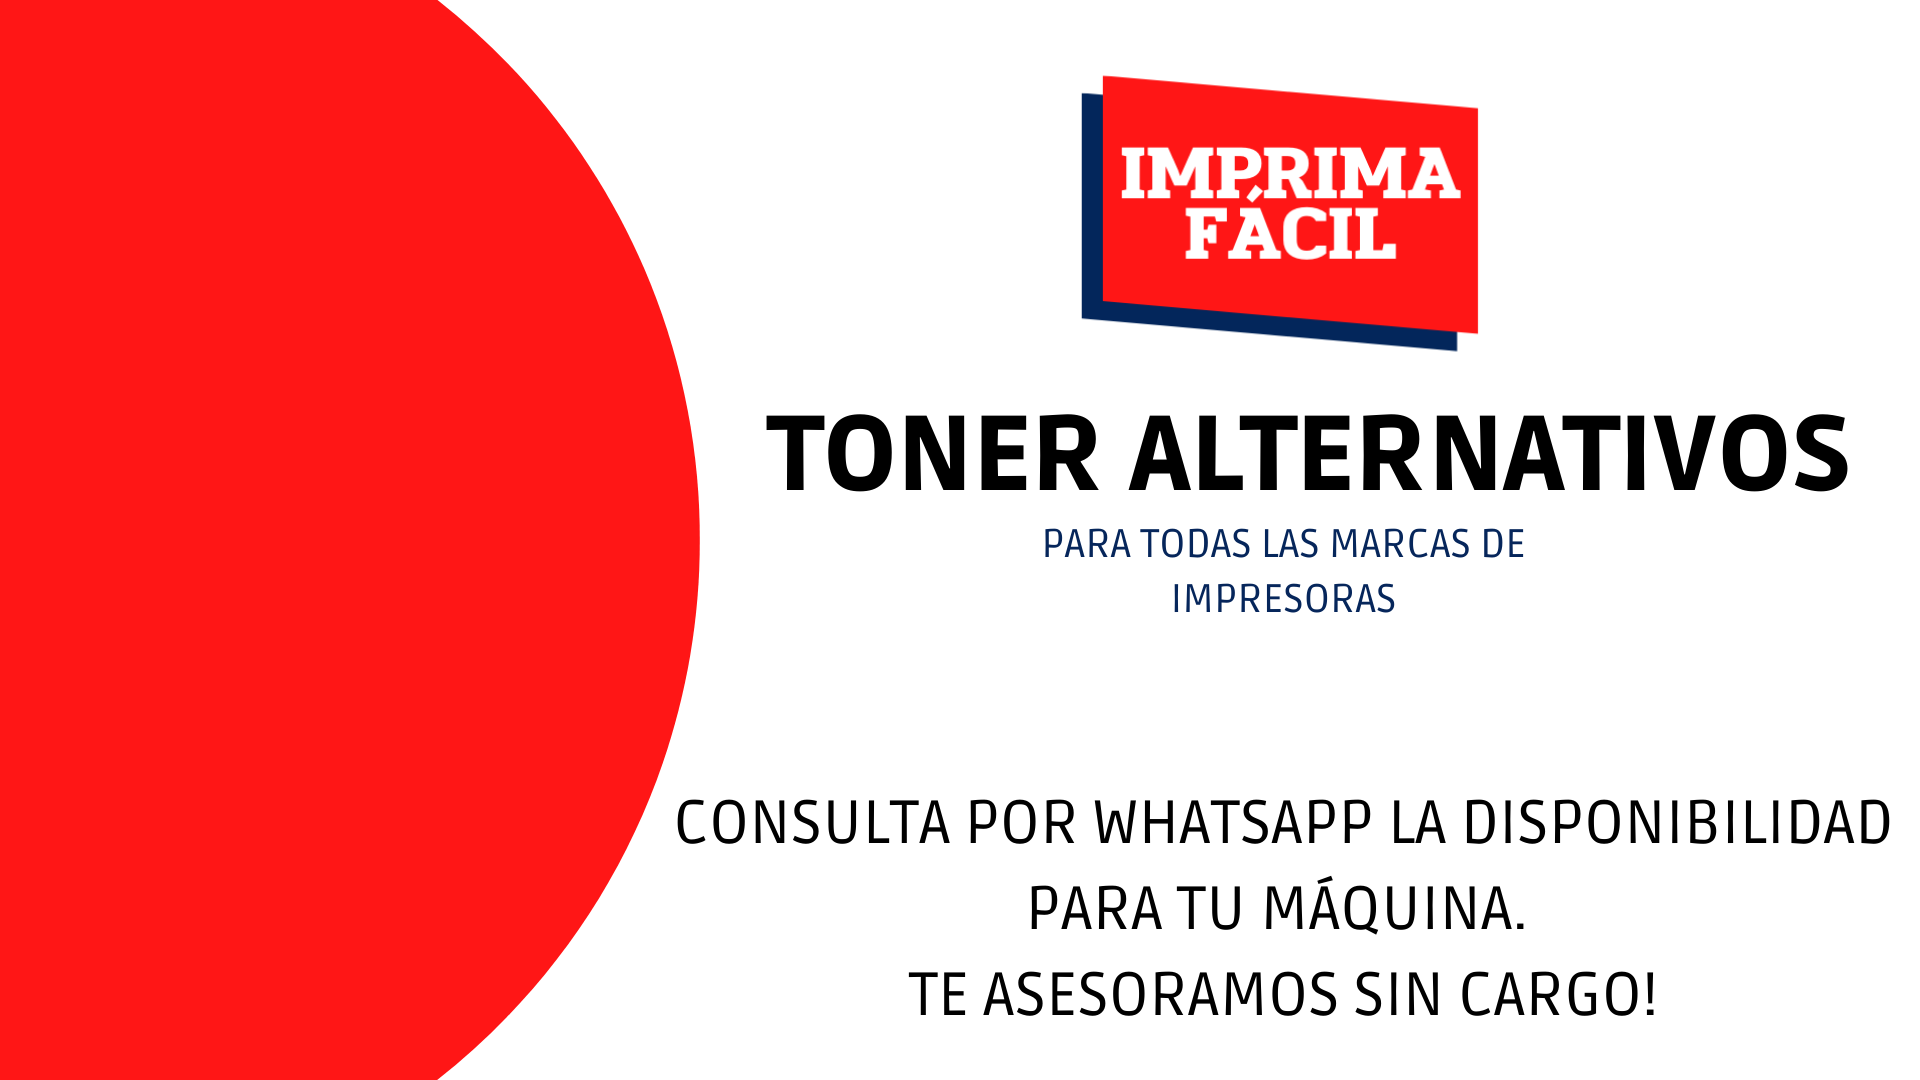 IMPRIMA
FÁCIL
TONER ALTERNATIVOS
PARA TODAS LAS MARCAS DE
IMPRESORAS
CONSULTA POR WHATSAPP LA DISPONIBILIDAD
PARA TU MÁQUINA.
TE ASESORAMOS SIN CARGO!